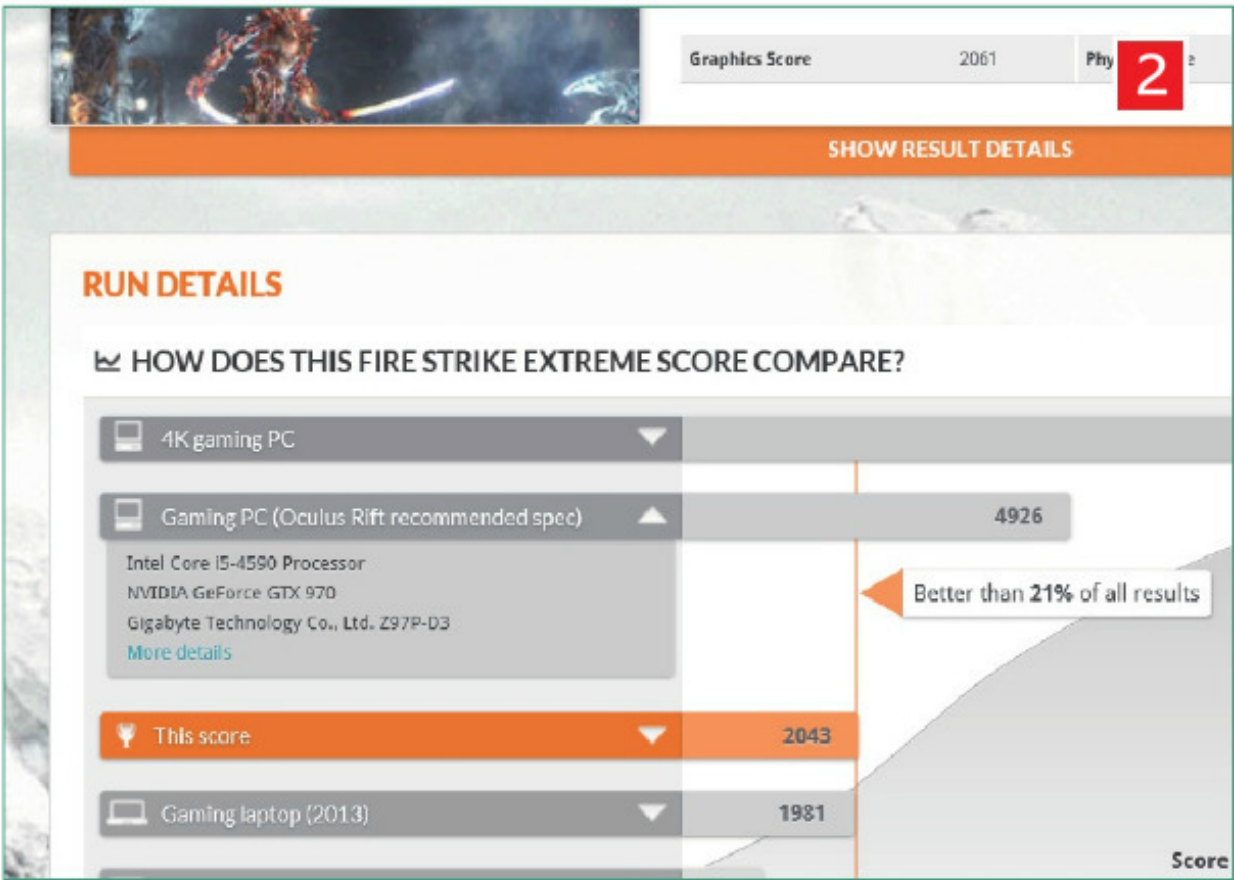 Graphics Score 2061 Phy
2
SHOW RESULT DETAILS
RUN DETAILS
HOW DOES THIS FIRE STRIKE EXTREME SCORE COMPARE?
4K gaming PC
Gaming PC (Oculus Rift recommended spec) 4926
Intel Core i5-4590 Processor
NVIDIA GeForce GTX 970
Gigabyte Technology Co., Ltd. Z97P-D3
More details
Better than 21% of all results
This score 2043
Gaming laptop (2013) 1981
Score